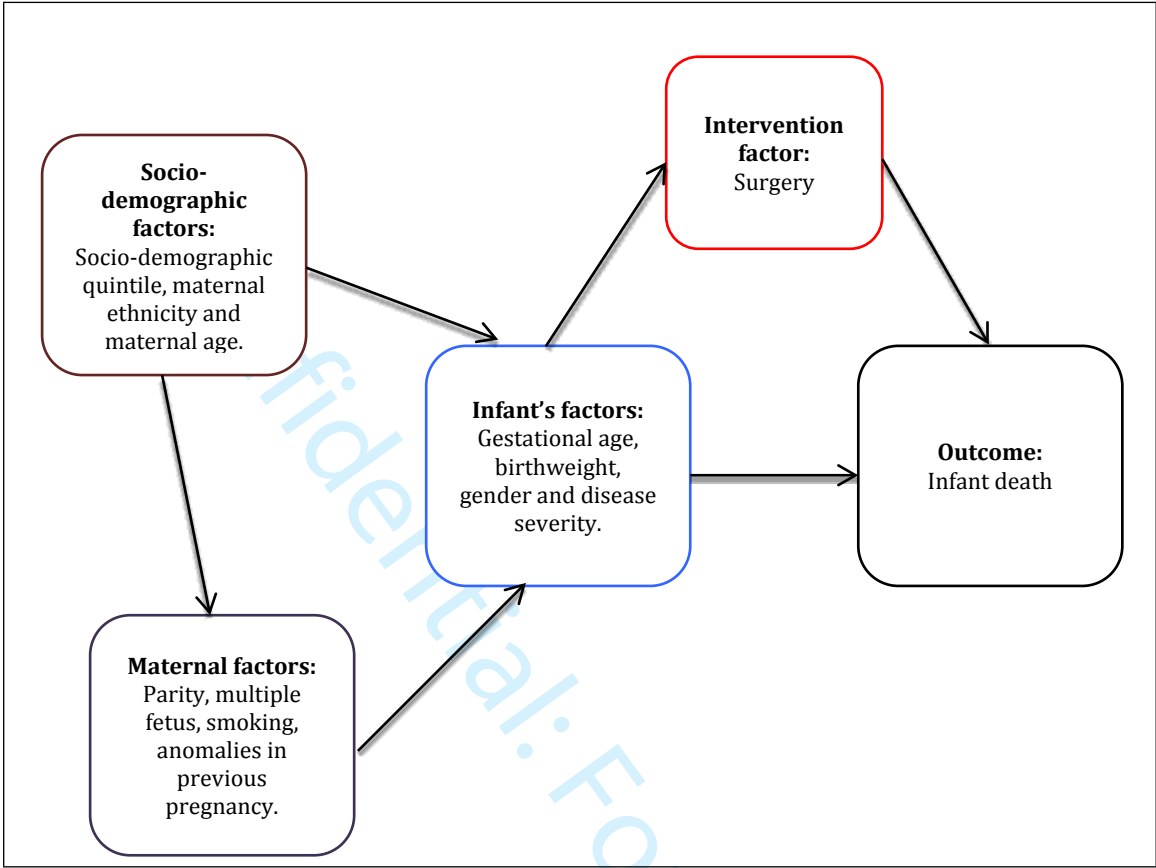 Intervention
factor:
Surgery
Socio-
demographic
factors:
Socio-demographic
quintile, maternal
ethnicity and
maternal age.
Infant's factors:
Gestational age,
birthweight,
gender and disease
severity.
Outcome:
Infant death
Maternal factors:
Parity, multiple
fetus, smoking,
anomalies in
previous
pregnancy.
fidential: Fo